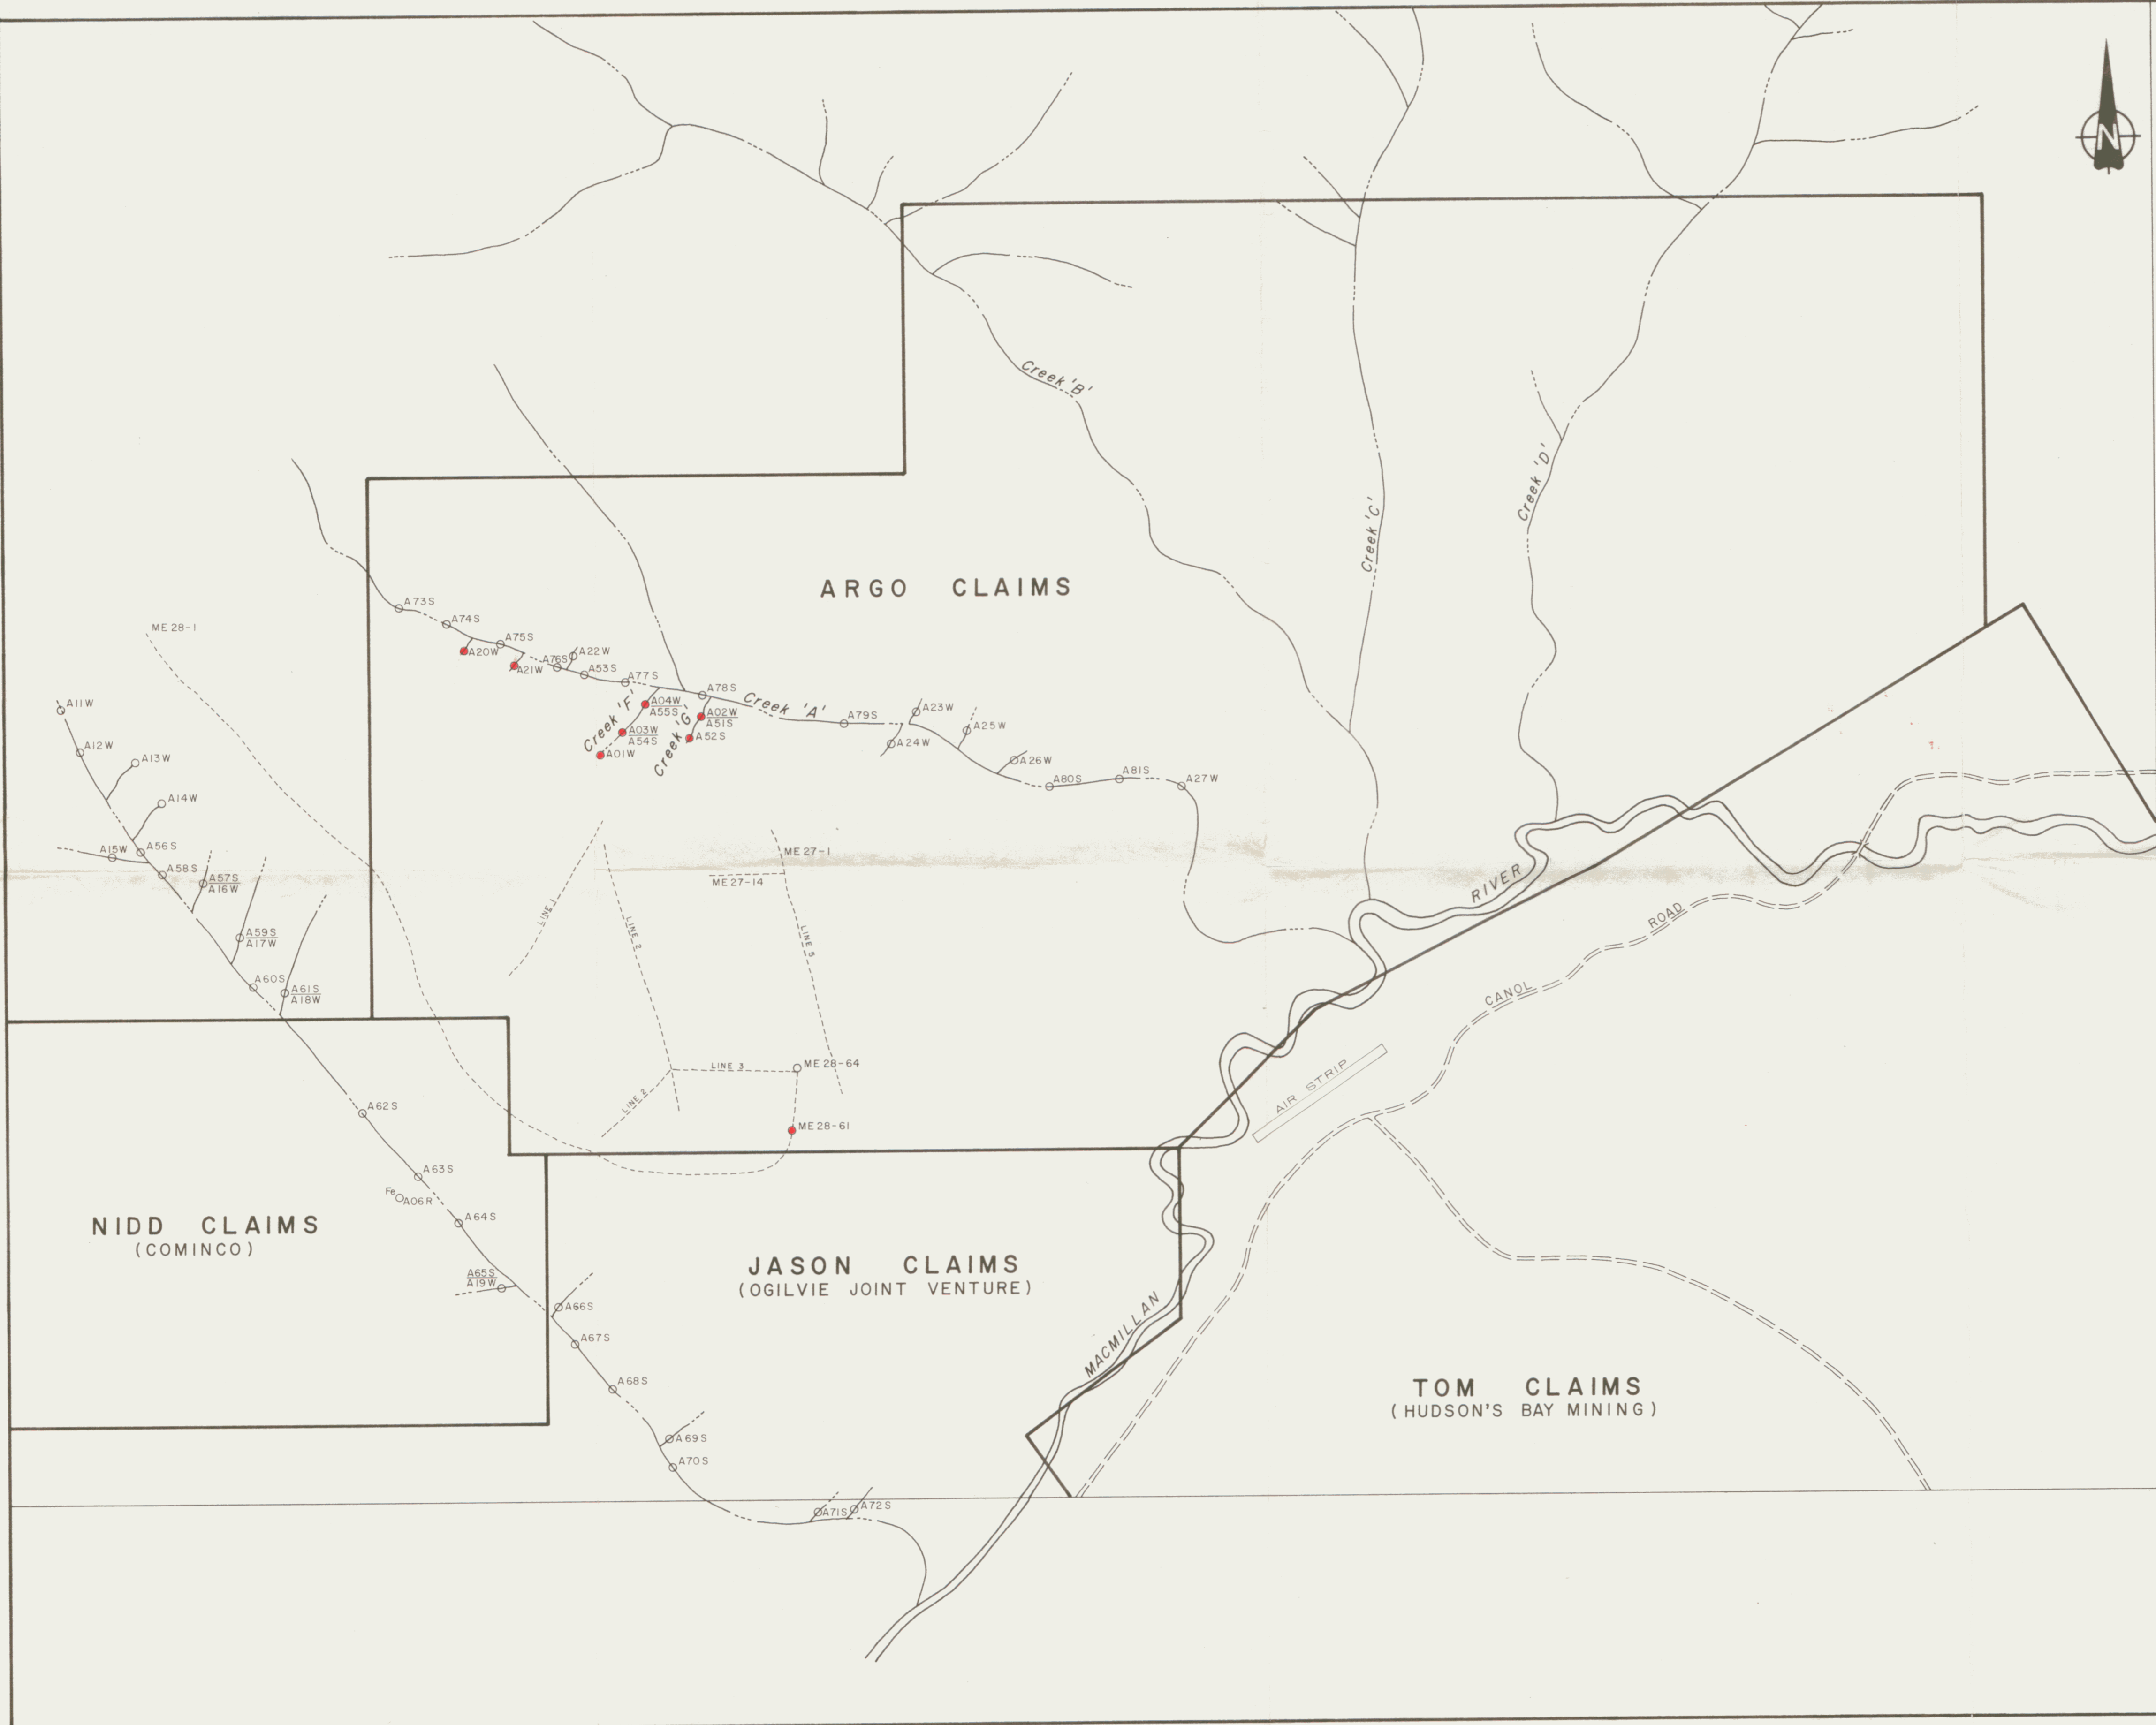 N
Creek 'B'
Creek 'C'
Creek 'D'
ARGO CLAIMS
A73S
A74S
A75S
A20W
A21W
A76S
A22W
A53S
A77S
A78S
ME 28-1
Creek 'F'
A04W
A55S
A03W
A54S
A01W
Creek 'G'
A02W
A51S
A52S
Creek 'A'
A79S
A23W
A24W
A25W
A26W
A80S
A81S
A27W
A11W
A12W
A13W
A14W
A15W
A56S
A58S
A57S
A16W
A59S
A17W
A60S
A61S
A18W
ME 27-1
ME 27-14
LINE 1
LINE 2
LINE 5
LINE 3
LINE 2
ME 28-64
ME 28-61
RIVER
ROAD
CANOL
AIR STRIP
A62S
A63S
Fe
A06R
A64S
A65S
A19W
A66S
A67S
A68S
A69S
A70S
A71S
A72S
NIDD CLAIMS
(COMINCO)
JASON CLAIMS
(OGILVIE JOINT VENTURE)
MACMILLAN
TOM CLAIMS
(HUDSON'S BAY MINING)